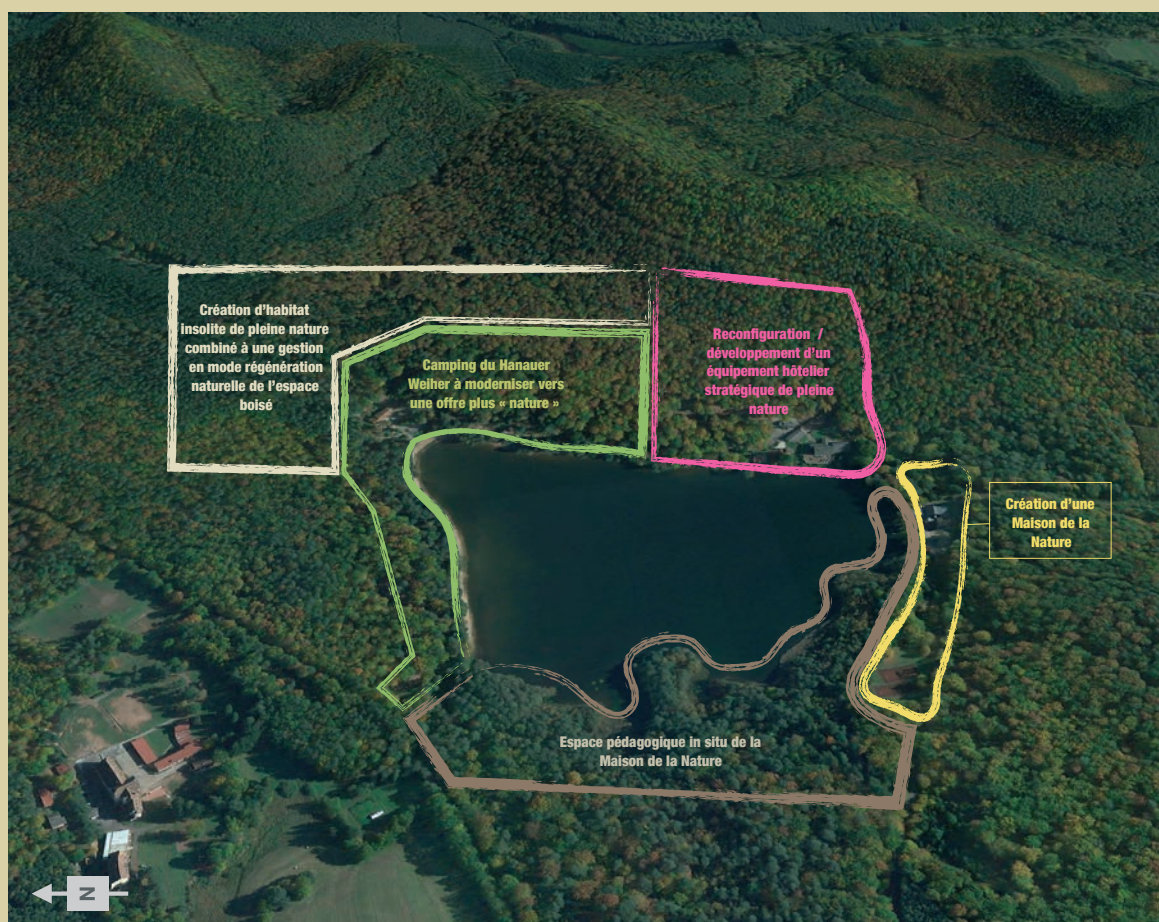 Création d'habitat
insolite de pleine nature
combiné à une gestion
en mode régénération
naturelle de l'espace
boisé
Camping du Hanauer
Weiher à moderniser vers
une offre plus « nature »
Reconfiguration /
développement d'un
équipement hôtelier
stratégique de pleine
nature
Création d'une
Maison de la
Nature
Espace pédagogique in situ de la
Maison de la Nature
N